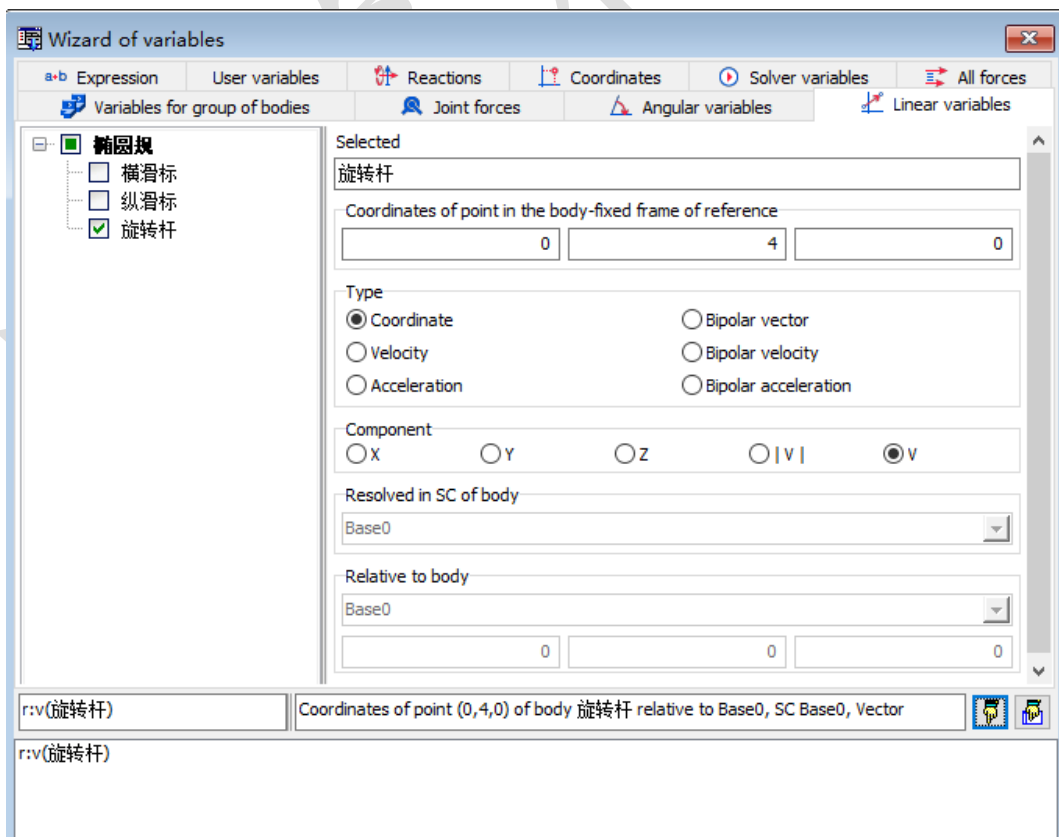 Wizard of variables
a+b Expression User variables Reactions Coordinates Solver variables All forces
Variables for group of bodies Joint forces Angular variables Linear variables
椭圆规
横滑标
纵滑标
旋转杆
Selected
旋转杆
Coordinates of point in the body-fixed frame of reference
0 4 0
Type
Coordinate Bipolar vector
Velocity Bipolar velocity
Acceleration Bipolar acceleration
Component
X Y Z | V | V
Resolved in SC of body
Base0
Relative to body
Base0
0 0 0
r:v(旋转杆) Coordinates of point (0,4,0) of body 旋转杆 relative to Base0, SC Base0, Vector
r:v(旋转杆)